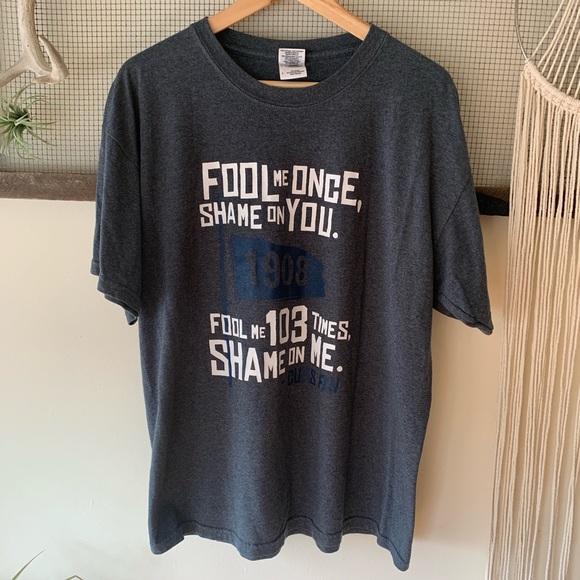 FOOL ME ONCE,
SHAME ON YOU.
1908
FOOL ME 103 TIMES,
SHAME ON ME.